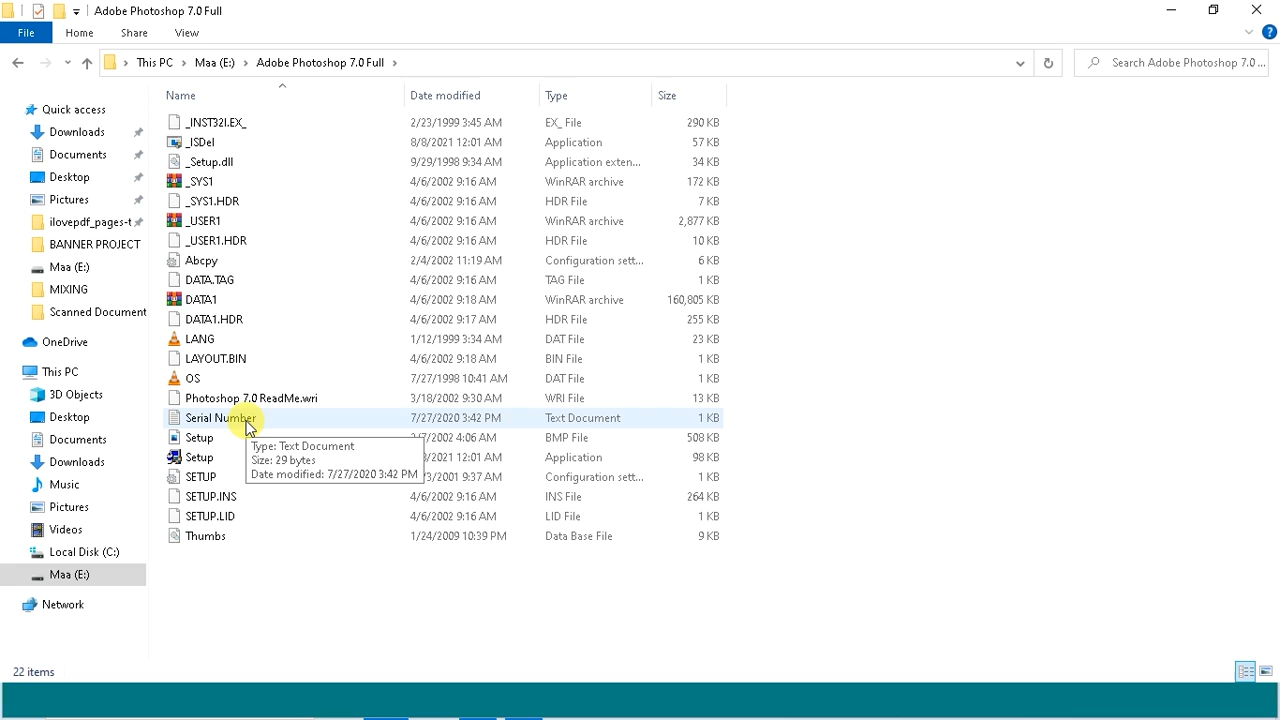 Adobe Photoshop 7.0 Full
File Home Share View
This PC Maa (E:) Adobe Photoshop 7.0 Full Search Adobe Photoshop 7.0 ...
Name Date modified Type Size
Quick access
Downloads
Documents
Desktop
Pictures
ilovepdf_pages-t
BANNER PROJECT
Maa (E:)
MIXING
Scanned Document
OneDrive
This PC
3D Objects
Desktop
Documents
Downloads
Music
Pictures
Videos
Local Disk (C:)
Maa (E:)
Network
_INST32I.EX_ 2/23/1999 3:45 AM EX_ File 290 KB
_ISDel 8/8/2021 12:01 AM Application 57 KB
_Setup.dll 9/29/1998 9:34 AM Application exten... 34 KB
_SYS1 4/6/2002 9:16 AM WinRAR archive 172 KB
_SYS1.HDR 4/6/2002 9:16 AM HDR File 7 KB
_USER1 4/6/2002 9:16 AM WinRAR archive 2,877 KB
_USER1.HDR 4/6/2002 9:16 AM HDR File 10 KB
Abcpy 2/4/2002 11:19 AM Configuration sett... 6 KB
DATA.TAG 4/6/2002 9:16 AM TAG File 1 KB
DATA1 4/6/2002 9:18 AM WinRAR archive 160,805 KB
DATA1.HDR 4/6/2002 9:17 AM HDR File 255 KB
LANG 1/12/1999 3:34 AM DAT File 23 KB
LAYOUT.BIN 4/6/2002 9:18 AM BIN File 1 KB
OS 7/27/1998 10:41 AM DAT File 1 KB
Photoshop 7.0 ReadMe.wri 3/18/2002 9:30 AM WRI File 13 KB
Serial Number 7/27/2020 3:42 PM Text Document 1 KB
Setup 7/2002 4:06 AM BMP File 508 KB
Setup 2021 12:01 AM Application 98 KB
SETUP 2001 9:37 AM Configuration sett... 1 KB
SETUP.INS 4/6/2002 9:16 AM INS File 264 KB
SETUP.LID 4/6/2002 9:16 AM LID File 1 KB
Thumbs 1/24/2009 10:39 PM Data Base File 9 KB
Type: Text Document
Size: 29 bytes
Date modified: 7/27/2020 3:42 PM
22 items